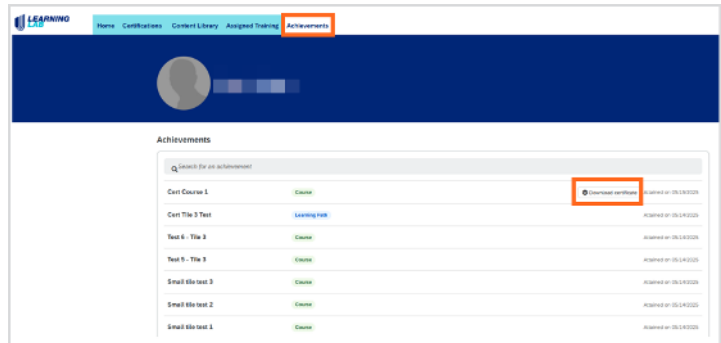 LEARNING
LAB
Home Certifications Content Library Assigned Training Achievements
Achievements
Search for an achievement
Cert Course 1 Course Download certificate Attained on 05/19/2025
Cert Tile 3 Test Learning Path Attained on 05/14/2025
Test 6 - Tile 3 Course Attained on 05/14/2025
Test 5 - Tile 3 Course Attained on 05/14/2025
Small tile test 3 Course Attained on 05/14/2025
Small tile test 2 Course Attained on 05/14/2025
Small tile test 1 Course Attained on 05/14/2025